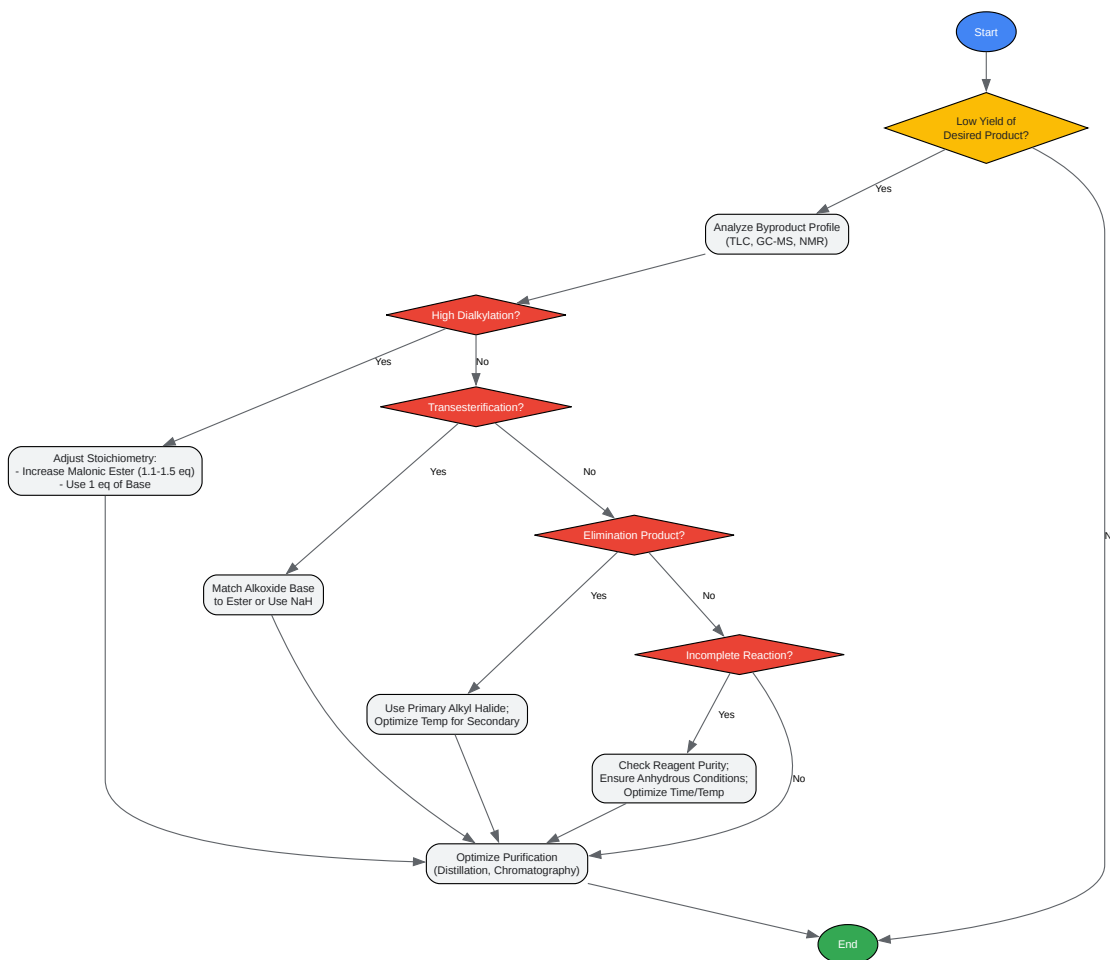 Start
Low Yield of
Desired Product?
Yes
Analyze Byproduct Profile
(TLC, GC-MS, NMR)
High Dialkylation?
Yes
No
Transesterification?
Adjust Stoichiometry:
- Increase Malonic Ester (1.1-1.5 eq)
- Use 1 eq of Base
Yes
No
Elimination Product?
N
Match Alkoxide Base
to Ester or Use NaH
Yes
No
Incomplete Reaction?
Use Primary Alkyl Halide;
Optimize Temp for Secondary
Yes
Check Reagent Purity;
Ensure Anhydrous Conditions;
Optimize Time/Temp
No
Optimize Purification
(Distillation, Chromatography)
End